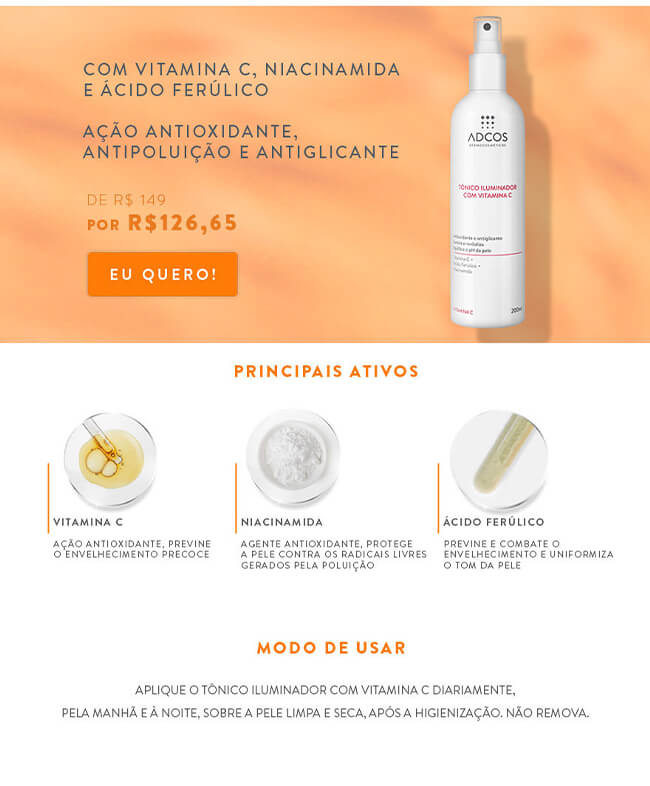 COM VITAMINA C, NIACINAMIDA
E ÁCIDO FERÚLICO
AÇÃO ANTIOXIDANTE,
ANTIPOLUIÇÃO E ANTIGLICANTE
DE R$ 149
POR R$126,65
EU QUERO!
ADCOS
TÔNICO ILUMINADOR
COM VITAMINA C
Vitamina C +
Niacinamida
200ml
PRINCIPAIS ATIVOS
VITAMINA C
AÇÃO ANTIOXIDANTE, PREVINE
O ENVELHECIMENTO PRECOCE
NIACINAMIDA
AGENTE ANTIOXIDANTE, PROTEGE
A PELE CONTRA OS RADICAIS LIVRES
GERADOS PELA POLUIÇÃO
ÁCIDO FERÚLICO
PREVINE E COMBATE O
ENVELHECIMENTO E UNIFORMIZA
O TOM DA PELE
MODO DE USAR
APLIQUE O TÔNICO ILUMINADOR COM VITAMINA C DIARIAMENTE,
PELA MANHÃ E À NOITE, SOBRE A PELE LIMPA E SECA, APÓS A HIGIENIZAÇÃO. NÃO REMOVA.